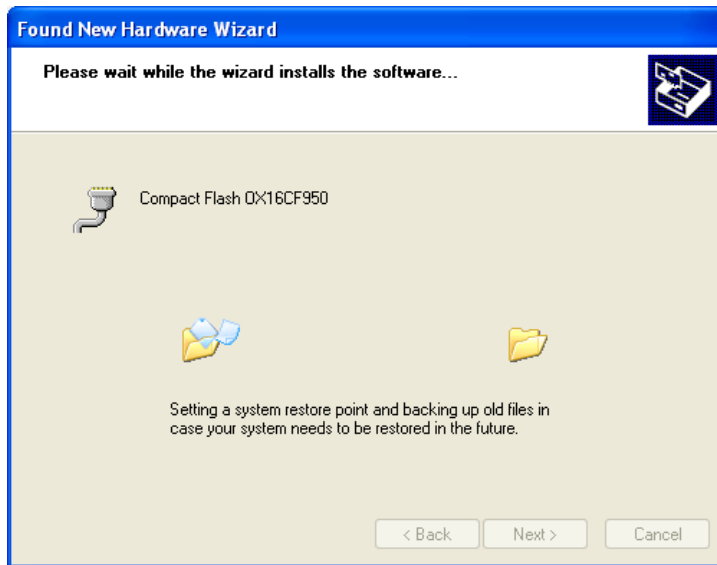 Found New Hardware Wizard
Please wait while the wizard installs the software...
Compact Flash OX16CF950
Setting a system restore point and backing up old files in
case your system needs to be restored in the future.
< Back Next > Cancel